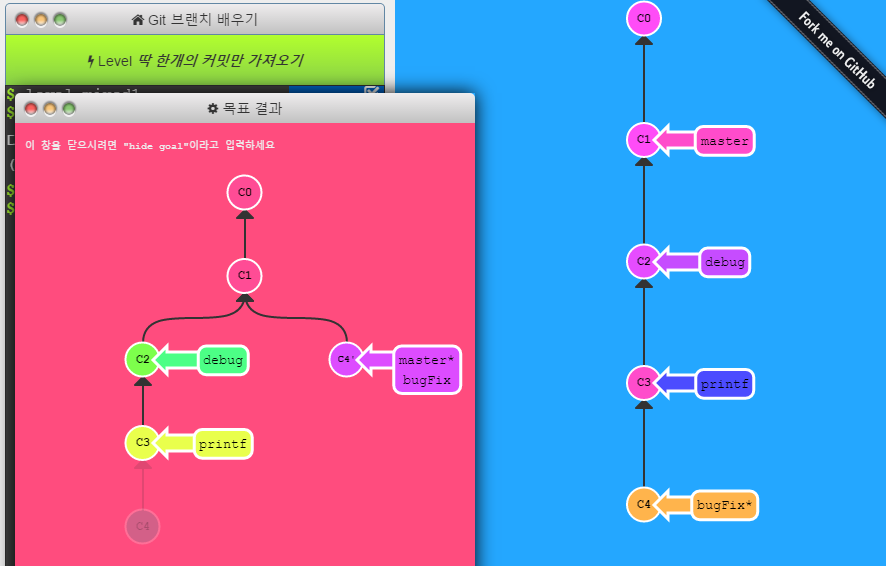 Git 브랜치 배우기
Level 딱 한개의 커밋만 가져오기
$ level mixed1
$
(
$
$
목표 결과
이 창을 닫으시려면 "hide goal"이라고 입력하세요
C0
C1
C2
debug
C4'
master*
bugFix
C3
printf
C4
C0
C1
master
C2
debug
C3
printf
C4
bugFix*
Fork me on GitHub